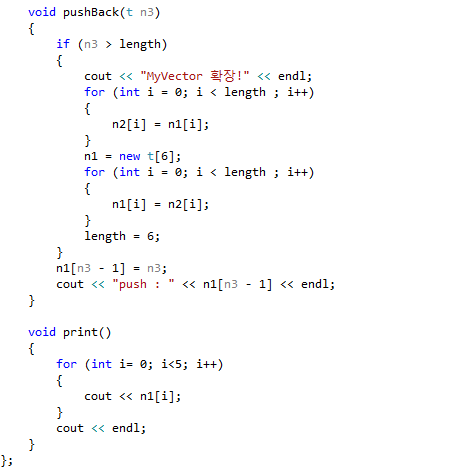 void pushBack(t n3)
{
if (n3 > length)
{
cout << "MyVector 확장!" << endl;
for (int i = 0; i < length ; i++)
{
n2[i] = n1[i];
}
n1 = new t[6];
for (int i = 0; i < length ; i++)
{
n1[i] = n2[i];
}
length = 6;
}
n1[n3 - 1] = n3;
cout << "push : " << n1[n3 - 1] << endl;
}
void print()
{
for (int i= 0; i<5; i++)
{
cout << n1[i];
}
cout << endl;
}
};